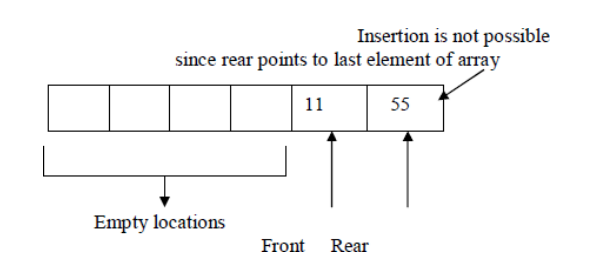 Insertion is not possible
since rear points to last element of array
11 55
Empty locations
Front Rear